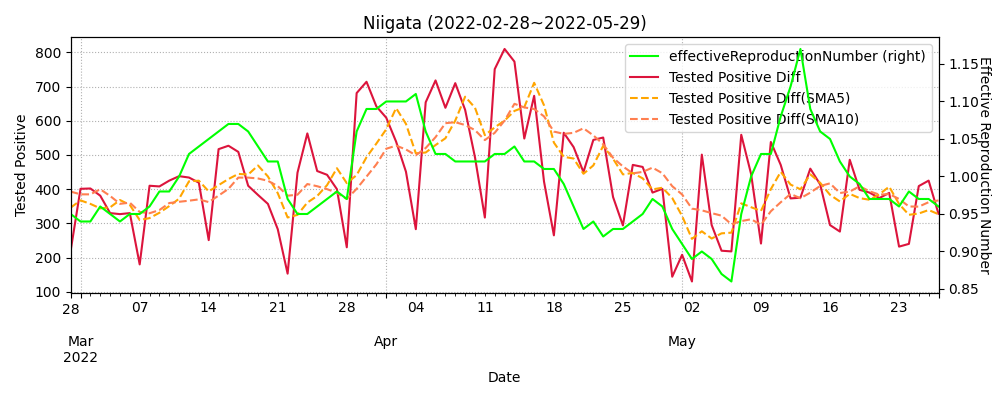 Niigata (2022-02-28~2022-05-29)
effectiveReproductionNumber (right)
Tested Positive Diff
Tested Positive Diff(SMA5)
Tested Positive Diff(SMA10)
Tested Positive
800
700
600
500
400
300
200
100
1.15
1.10
1.05
1.00
0.95
0.90
0.85
Effective Reproduction Number
28 07 14 21 28 04 11 18 25 02 09 16 23
Mar Apr May
2022
Date